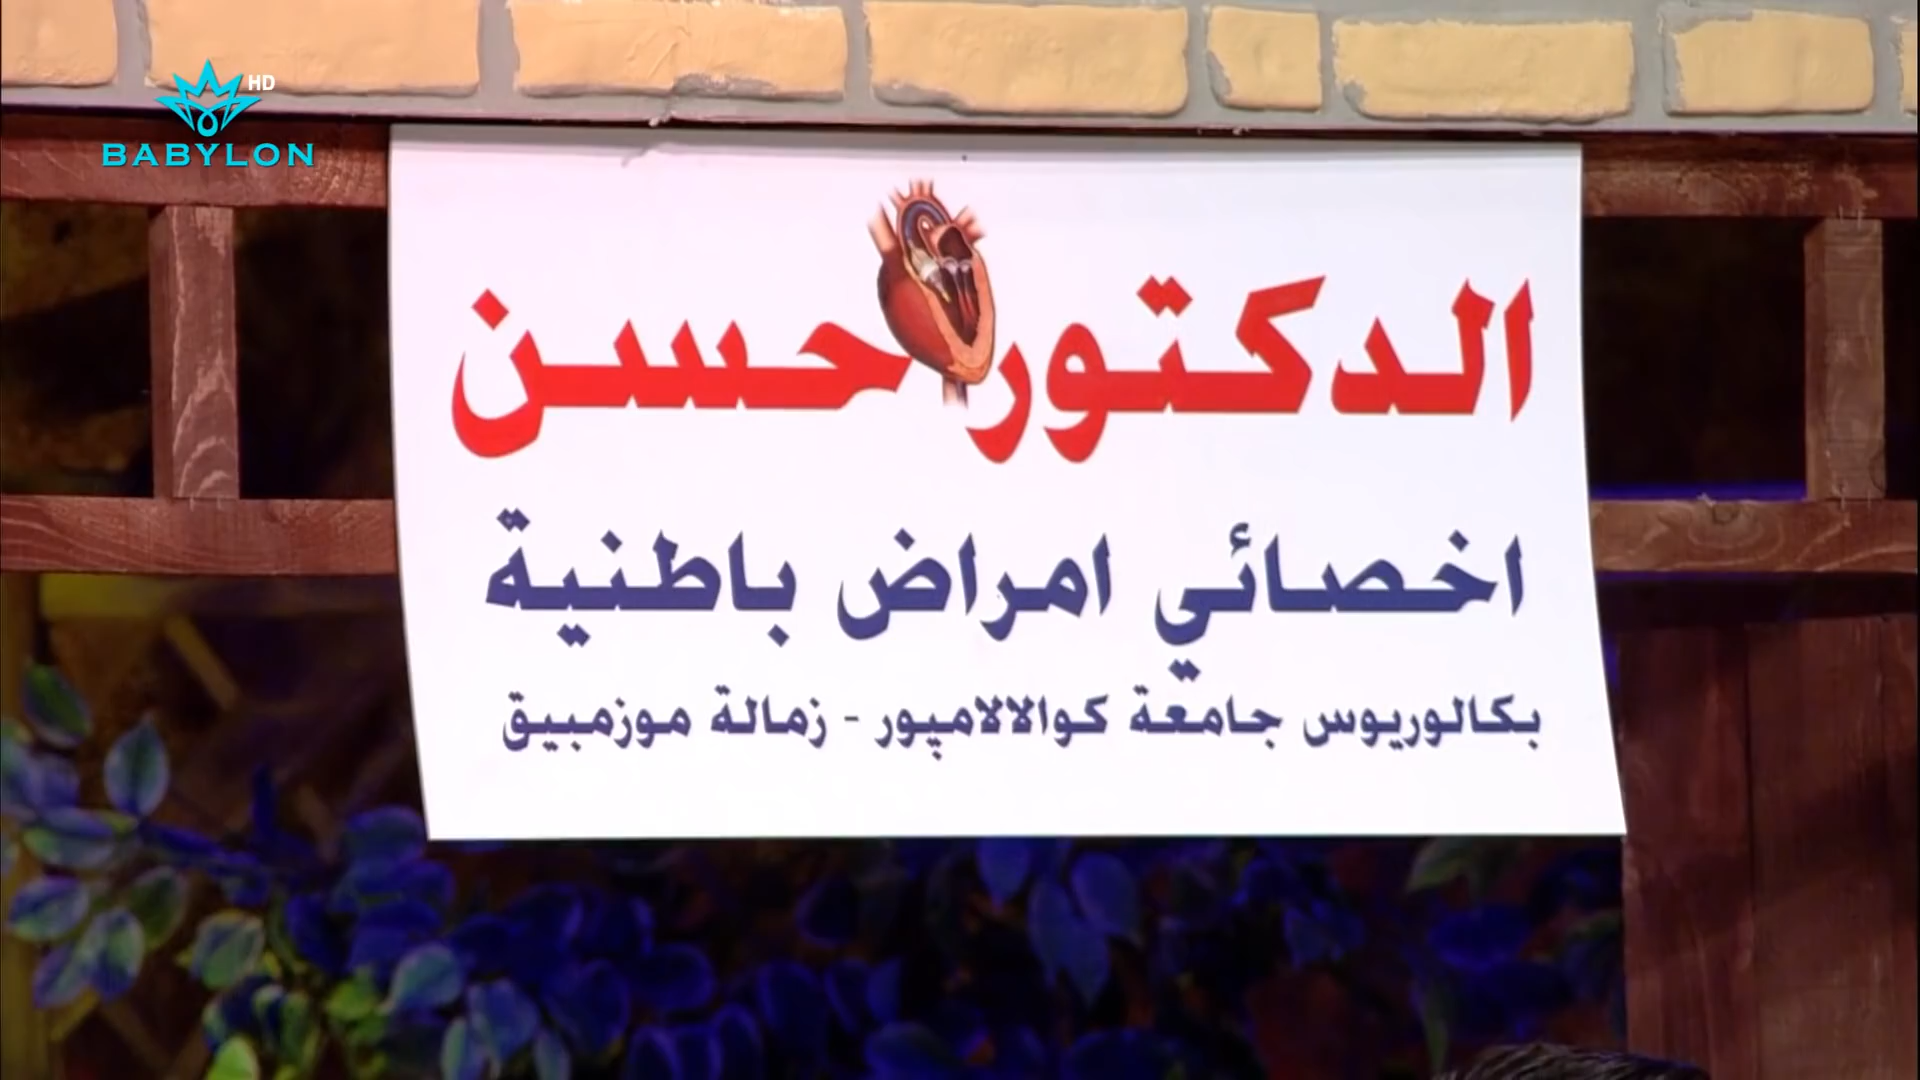 HD
BABYLON
الدكتور حسن
اخصائي امراض باطنية
بكالوريوس جامعة كوالالامپور - زمالة موزمبيق